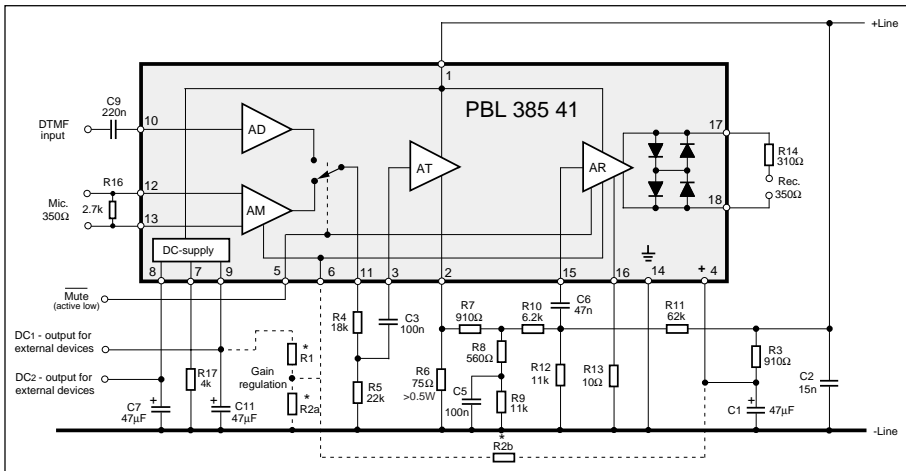 +Line
1
PBL 385 41
C9
220n
DTMF
input
10
AD
17
R14
310Ω
AT
AR
R16
12
Mic.
350Ω
2.7k
AM
13
Rec.
350Ω
18
DC-supply
+
8
7
9
5
6
11
3
2
15
16
14
4
Mute
(active low)
R4
18k
C3
100n
R7
910Ω
R10
6.2k
C6
47n
R11
62k
DC1 - output for
external devices
*
R1
R8
560Ω
R3
910Ω
Gain
regulation
R17
4k
R5
22k
R6
75Ω
>0.5W
R12
11k
R13
10Ω
C2
15n
DC2 - output for
external devices
*
R2a
C5
100n
R9
11k
+
C7
47μF
+
C11
47μF
+
C1
47μF
-Line
*
R2b